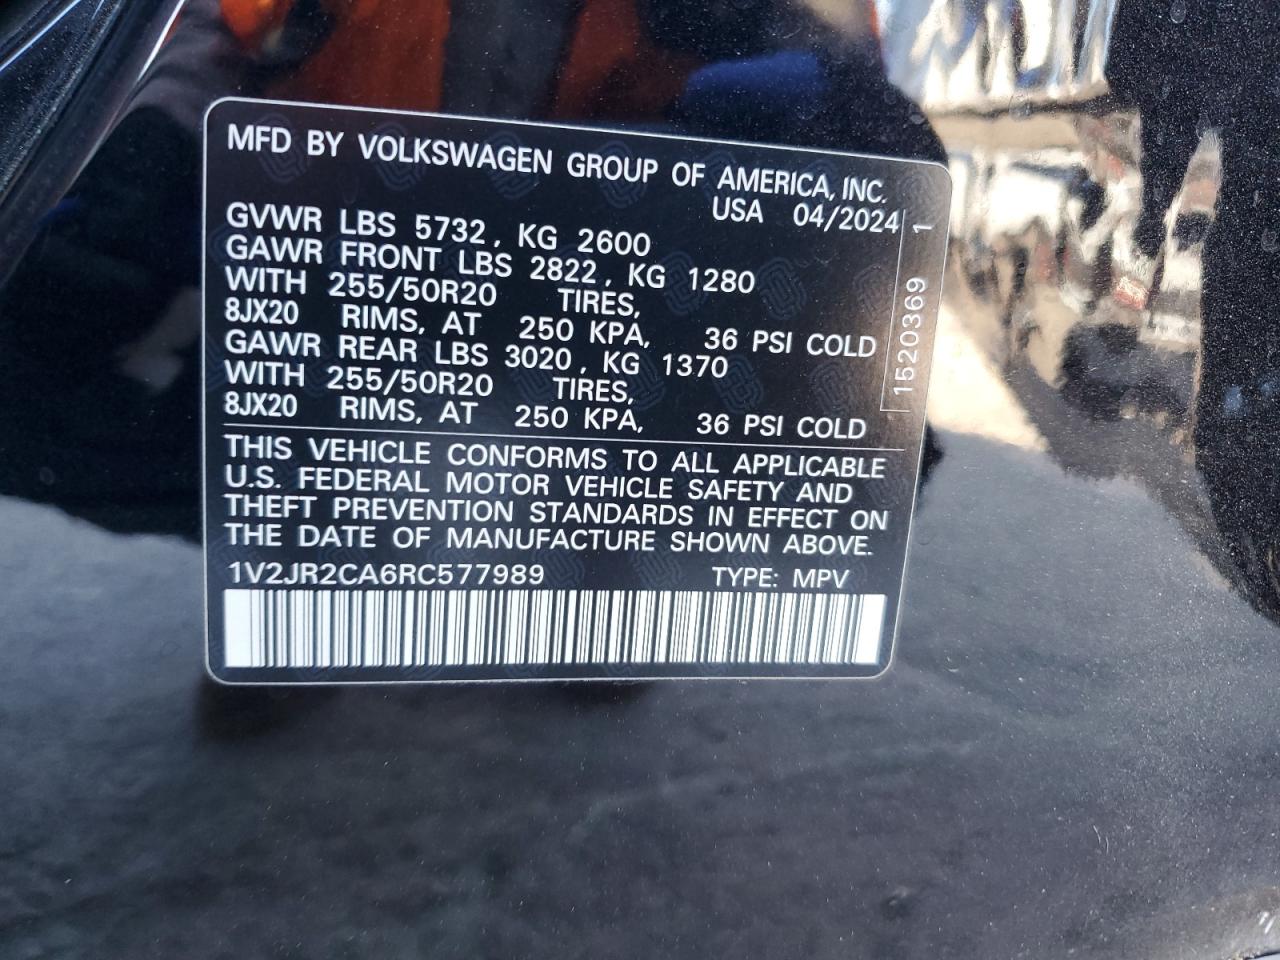 MFD BY VOLKSWAGEN GROUP OF AMERICA, INC.
USA 04/2024
GVWR LBS 5732, KG 2600
GAWR FRONT LBS 2822, KG 1280
WITH 255/50R20 TIRES,
8JX20 RIMS, AT 250 KPA, 36 PSI COLD
GAWR REAR LBS 3020, KG 1370
WITH 255/50R20 TIRES,
8JX20 RIMS, AT 250 KPA, 36 PSI COLD
THIS VEHICLE CONFORMS TO ALL APPLICABLE
U.S. FEDERAL MOTOR VEHICLE SAFETY AND
THEFT PREVENTION STANDARDS IN EFFECT ON
THE DATE OF MANUFACTURE SHOWN ABOVE.
1V2JR2CA6RC577989 TYPE: MPV
1520369 1